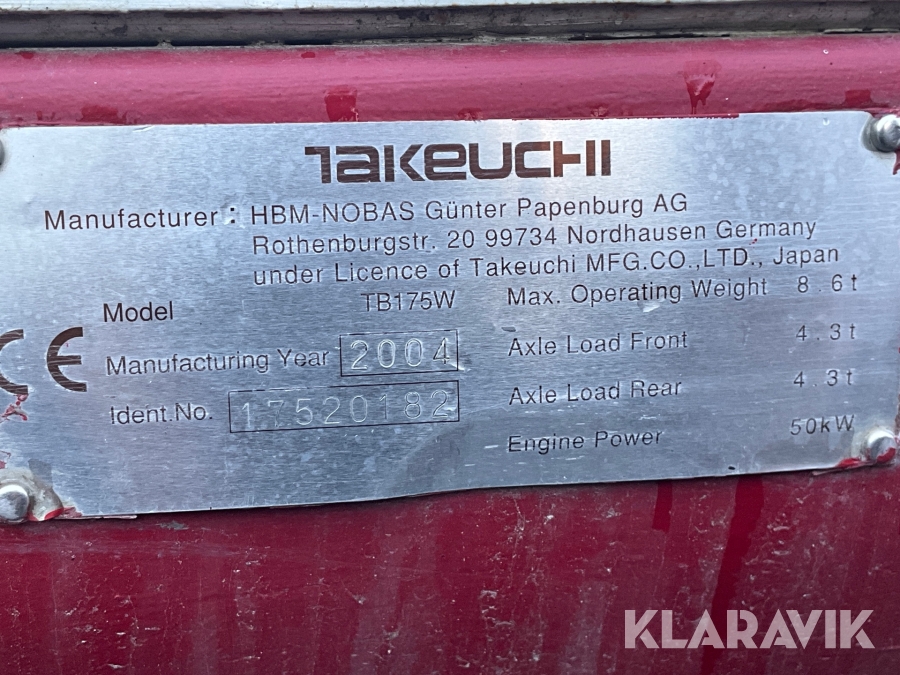 TAKEUCHI
Manufacturer : HBM-NOBAS Günter Papenburg AG
Rothenburgstr. 20 99734 Nordhausen Germany
under Licence of Takeuchi MFG.CO.,LTD., Japan
Model TB175W Max. Operating Weight 8.6t
CE Manufacturing Year 2004 Axle Load Front 4.3t
Ident.No. 17520182 Axle Load Rear 4.3t
Engine Power 50kW
KLARAVIK